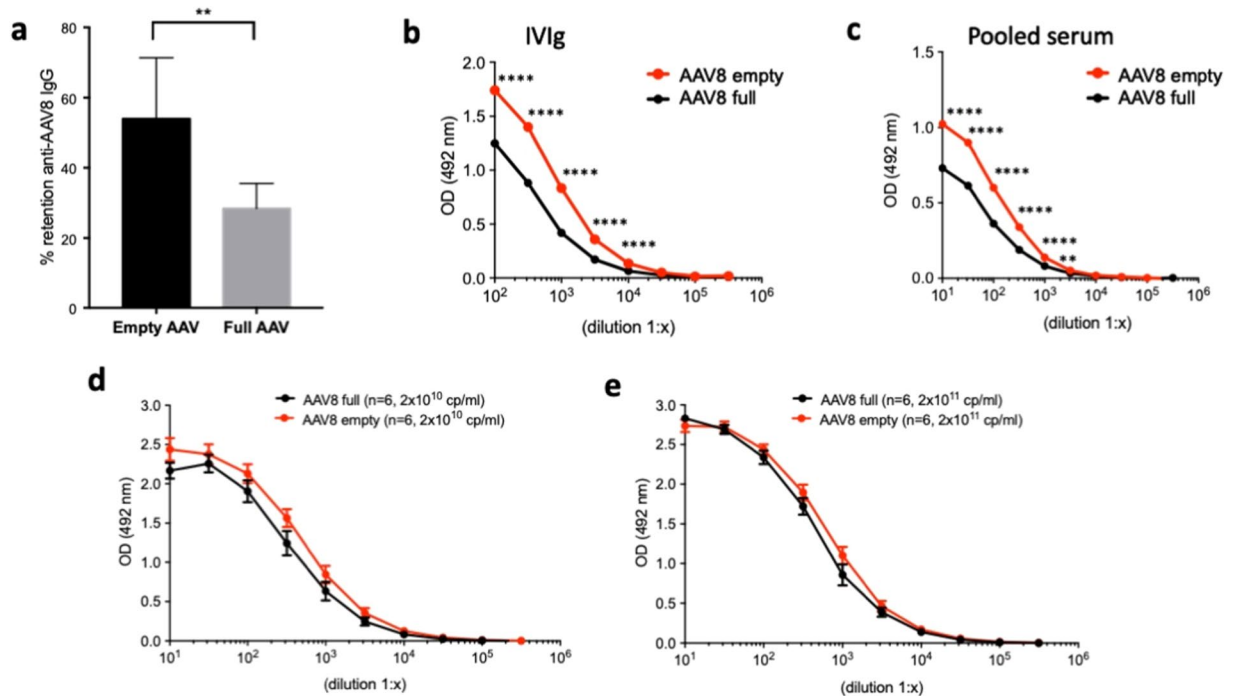 a
**
80
60
40
20
0
% retention anti-AAV8 IgG
Empty AAV
Full AAV
b
IVIg
AAV8 empty
AAV8 full
2.0
1.5
1.0
0.5
0.0
OD (492 nm)
****
****
****
****
****
10² 10³ 10⁴ 10⁵ 10⁶
(dilution 1:x)
c
Pooled serum
AAV8 empty
AAV8 full
1.5
1.0
0.5
0.0
OD (492 nm)
****
****
****
****
****
**
10¹ 10² 10³ 10⁴ 10⁵ 10⁶
(dilution 1:x)
d
AAV8 full (n=6, 2x10¹⁰ cp/ml)
AAV8 empty (n=6, 2x10¹⁰ cp/ml)
3.0
2.5
2.0
1.5
1.0
0.5
0.0
OD (492 nm)
10¹ 10² 10³ 10⁴ 10⁵ 10⁶
(dilution 1:x)
e
AAV8 full (n=6, 2x10¹¹ cp/ml)
AAV8 empty (n=6, 2x10¹¹ cp/ml)
3.0
2.5
2.0
1.5
1.0
0.5
0.0
OD (492 nm)
10¹ 10² 10³ 10⁴ 10⁵ 10⁶
(dilution 1:x)